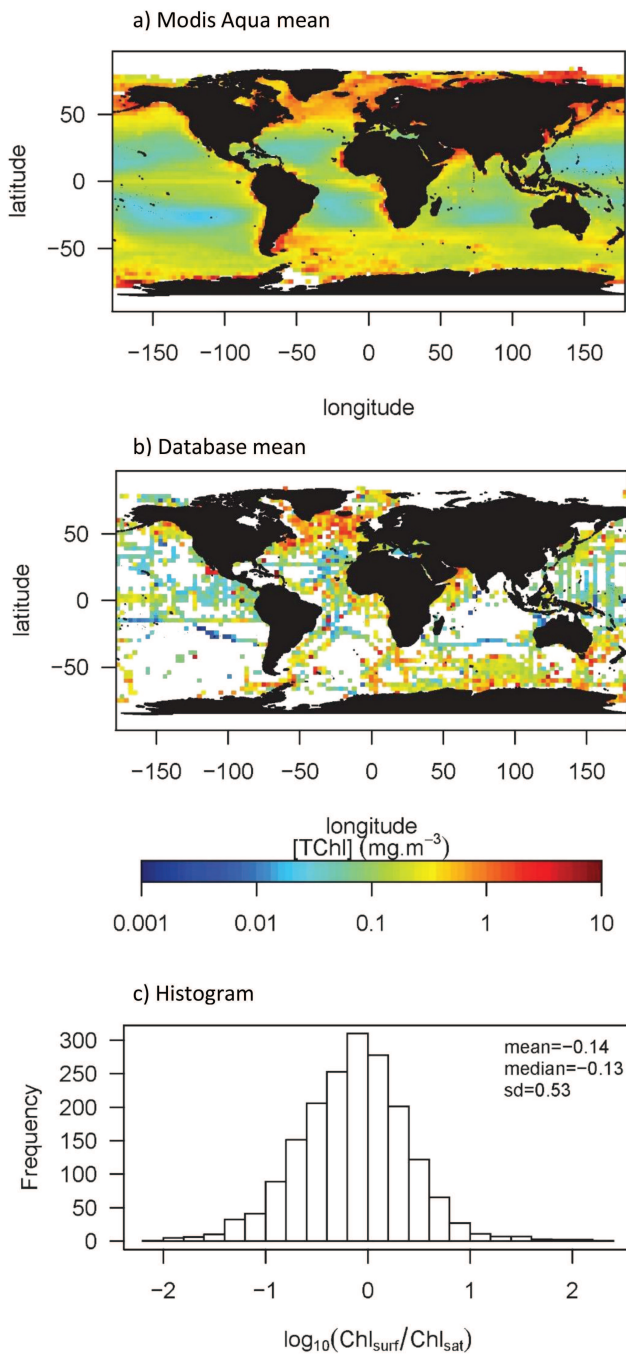 a) Modis Aqua mean
latitude
50
0
−50
−150 −100 −50 0 50 100 150
longitude
b) Database mean
latitude
50
0
−50
−150 −100 −50 0 50 100 150
longitude
[TChl] (mg.m⁻³)
0.001 0.01 0.1 1 10
c) Histogram
Frequency
300
250
200
150
100
50
0
mean=−0.14
median=−0.13
sd=0.53
−2 −1 0 1 2
log₁₀(Chlsurf/Chlsat)